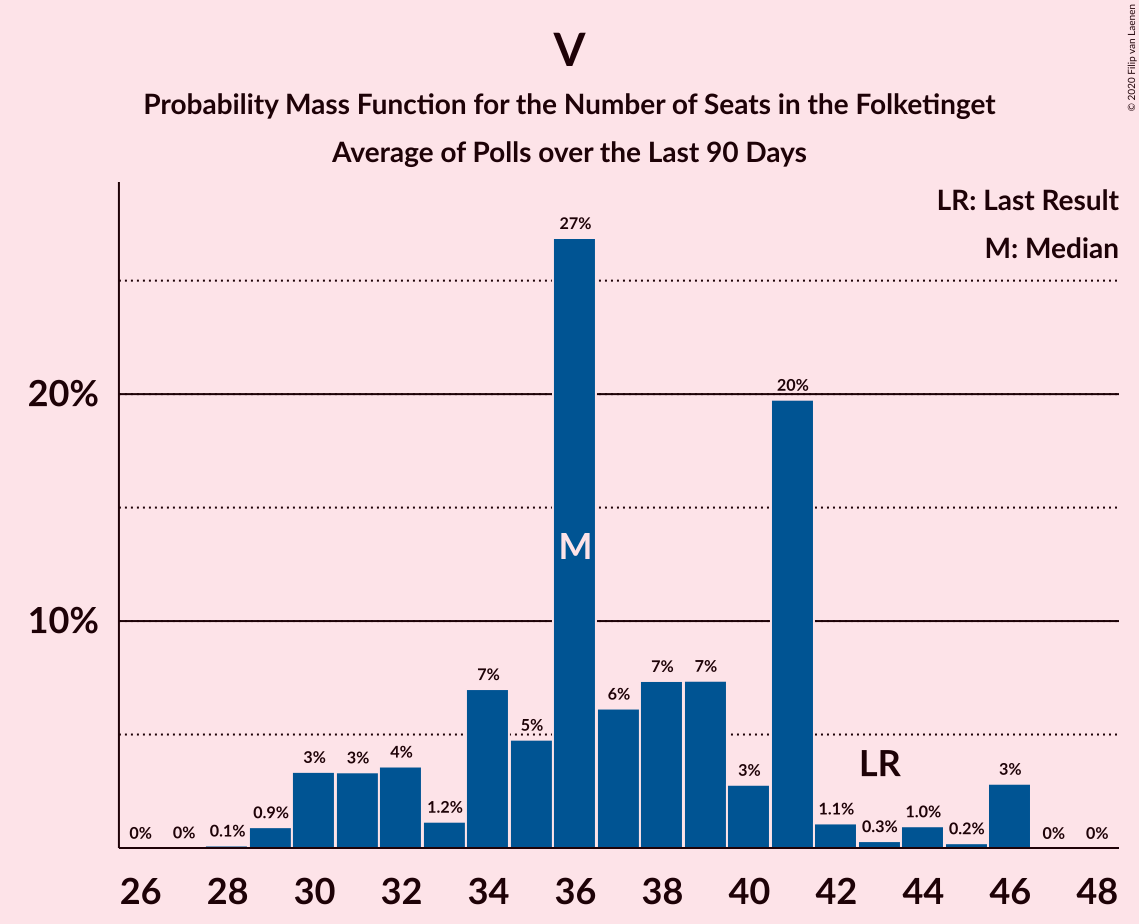 V
Probability Mass Function for the Number of Seats in the Folketinget
Average of Polls over the Last 90 Days
© 2020 Filip van Laenen
LR: Last Result
M: Median
20%
10%
0% 0% 0.1% 0.9% 3% 3% 4% 1.2% 7% 5% 27% 6% 7% 7% 3% 20% 1.1% 0.3% 1.0% 0.2% 3% 0% 0%
M
LR
26 28 30 32 34 36 38 40 42 44 46 48